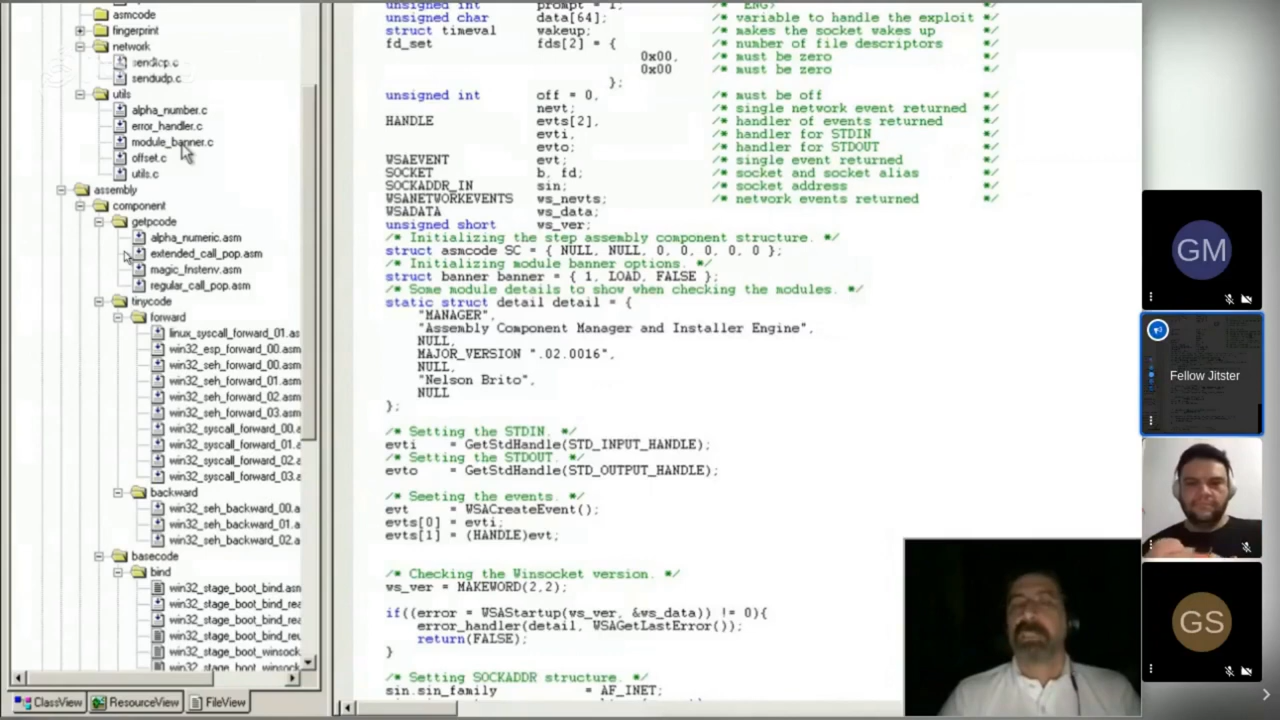 asmcode
fingerprint
network
sendicp.c
sendudp.c
utils
alpha_number.c
error_handler.c
module_banner.c
offset.c
utils.c
assembly
component
getpcode
alpha_numeric.asm
extended_call_pop.asm
magic_fnstenv.asm
regular_call_pop.asm
tinycode
forward
linux_syscall_forward_01.as
win32_esp_forward_00.asm
win32_seh_forward_00.asm
win32_seh_forward_01.asm
win32_seh_forward_02.asm
win32_seh_forward_03.asm
win32_syscall_forward_00.a
win32_syscall_forward_01.a
win32_syscall_forward_02.a
win32_syscall_forward_03.a
backward
win32_seh_backward_00.a
win32_seh_backward_01.a
win32_seh_backward_02.a
basecode
bind
win32_stage_boot_bind.asm
win32_stage_boot_bind_rea
win32_stage_boot_bind_rea
win32_stage_boot_bind_reu
win32_stage_boot_winsock
win32_stage_boot_winsock
ClassView ResourceView FileView
unsigned int prompt = 1; /* ENG) */
unsigned char data[64]; /* variable to handle the exploit */
struct timeval wakeup; /* makes the socket wakes up */
fd_set fds[2] = { /* number of file descriptors */
0x00, /* must be zero */
0x00 /* must be zero */
};
unsigned int off = 0, /* must be off */
nevt; /* single network event returned */
HANDLE evts[2], /* handler of events returned */
evti, /* handler for STDIN */
evto; /* handler for STDOUT */
WSAEVENT evt; /* single event returned */
SOCKET b, fd; /* socket and socket alias */
SOCKADDR_IN sin; /* socket address */
WSANETWORKEVENTS ws_nevts; /* network events returned */
WSADATA ws_data;
unsigned short ws_ver;
/* Initializing the step assembly component structure. */
struct asmcode SC = { NULL, NULL, 0, 0, 0, 0, 0 };
/* Initializing module banner options. */
struct banner banner = { 1, LOAD, FALSE };
/* Some module details to show when checking the modules. */
static struct detail detail = {
"MANAGER",
"Assembly Component Manager and Installer Engine",
NULL,
MAJOR_VERSION ".02.0016",
NULL,
"Nelson Brito",
NULL
};
/* Setting the STDIN. */
evti = GetStdHandle(STD_INPUT_HANDLE);
/* Setting the STDOUT. */
evto = GetStdHandle(STD_OUTPUT_HANDLE);
/* Seeting the events. */
evt = WSACreateEvent();
evts[0] = evti;
evts[1] = (HANDLE)evt;
/* Checking the Winsocket version. */
ws_ver = MAKEWORD(2,2);
if((error = WSAStartup(ws_ver, &ws_data)) != 0){
error_handler(detail, WSAGetLastError());
return(FALSE);
}
/* Setting SOCKADDR structure. */
sin.sin_family = AF_INET;
GM
Fellow Jitster
GS